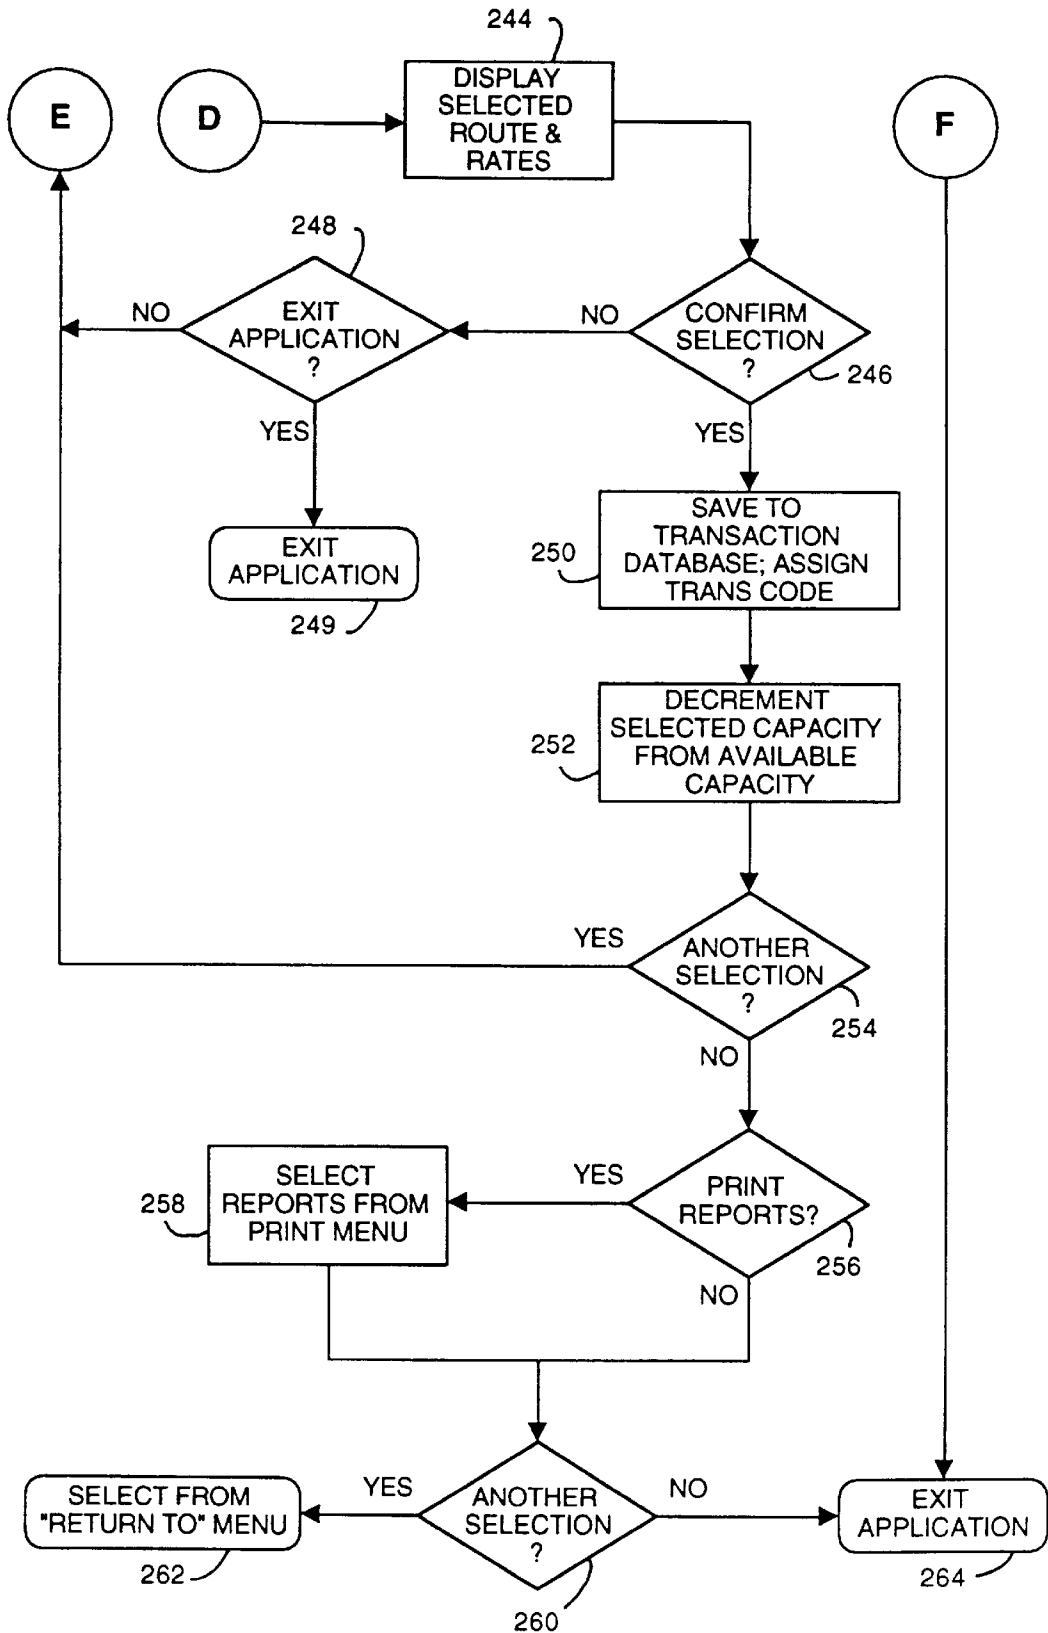 244
E
D
DISPLAY
SELECTED
ROUTE &
RATES
F
248
NO
EXIT
APPLICATION
?
NO
CONFIRM
SELECTION
?
246
YES
YES
EXIT
APPLICATION
249
250
SAVE TO
TRANSACTION
DATABASE; ASSIGN
TRANS CODE
252
DECREMENT
SELECTED CAPACITY
FROM AVAILABLE
CAPACITY
YES
ANOTHER
SELECTION
?
254
NO
258
SELECT
REPORTS FROM
PRINT MENU
YES
PRINT
REPORTS?
256
NO
SELECT FROM
"RETURN TO" MENU
262
YES
ANOTHER
SELECTION
?
260
NO
EXIT
APPLICATION
264